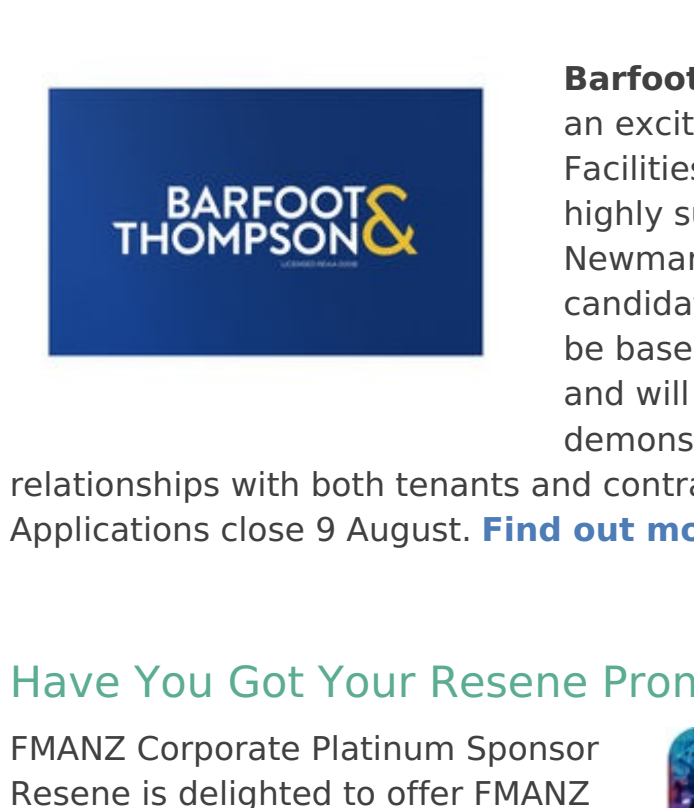 BARFOOT &
THOMPSON
Barfoot
an excit
Facilities
highly su
Newmar
candida
be base
and will
demons
relationships with both tenants and contra
Applications close 9 August. Find out mo
Have You Got Your Resene Prom
FMANZ Corporate Platinum Sponsor
Resene is delighted to offer FMANZ